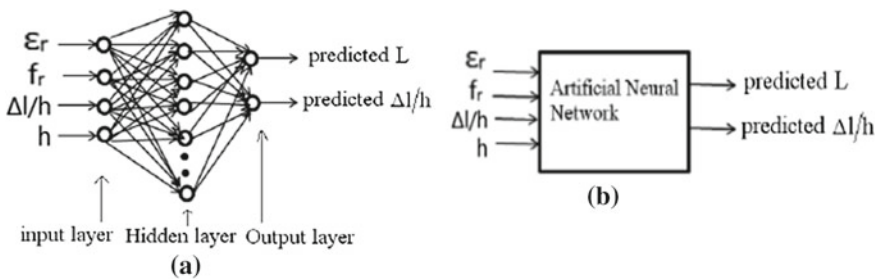 εr
fr
Δl/h
h
predicted L
predicted Δl/h
input layer
Hidden layer
Output layer
(a)
εr
fr
Δl/h
h
Artificial Neural
Network
predicted L
predicted Δl/h
(b)